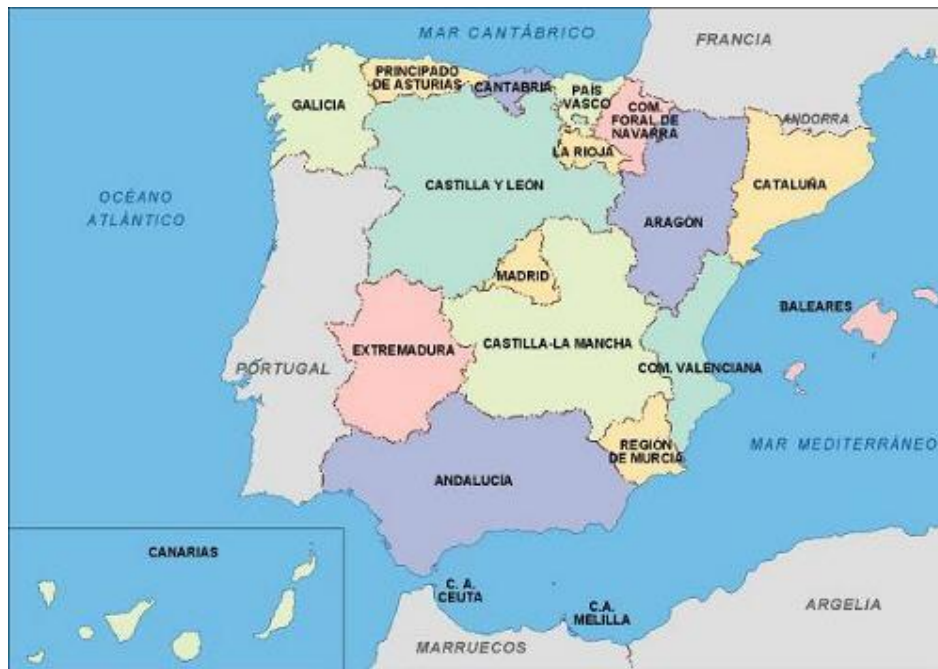 MAR CANTÁBRICO
FRANCIA
PRINCIPADO
DE ASTURIAS
CANTABRIA
PAÍS
VASCO
GALICIA
COM.
FORAL DE
NAVARRA
ANDORRA
LA RIOJA
CASTILLA Y LEÓN
CATALUÑA
OCÉANO
ATLÁNTICO
ARAGÓN
MADRID
BALEARES
CASTILLA-LA MANCHA
EXTREMADURA
PORTUGAL
COM. VALENCIANA
REGIÓN
DE MURCIA
MAR MEDITERRÁNEO
ANDALUCÍA
CANARIAS
C. A.
CEUTA
C.A.
MELILLA
ARGELIA
MARRUECOS